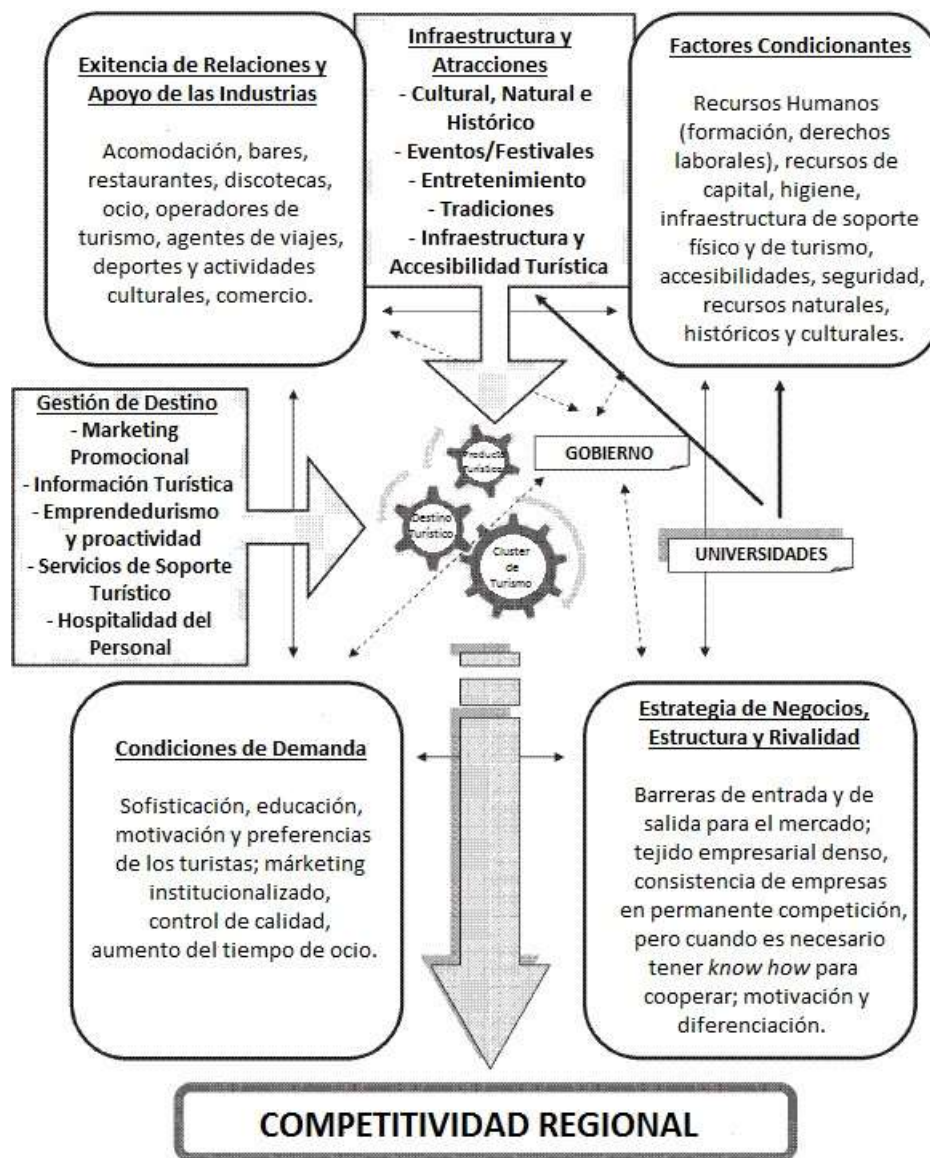 Exitencia de Relaciones y
Apoyo de las Industrias
Acomodación, bares,
restaurantes, discotecas,
ocio, operadores de
turismo, agentes de viajes,
deportes y actividades
culturales, comercio.
Infraestructura y
Atracciones
- Cultural, Natural e
Histórico
- Eventos/Festivales
- Entretenimiento
- Tradiciones
- Infraestructura y
Accesibilidad Turística
Factores Condicionantes
Recursos Humanos
(formación, derechos
laborales), recursos de
capital, higiene,
infraestructura de soporte
físico y de turismo,
accesibilidades, seguridad,
recursos naturales,
históricos y culturales.
Gestión de Destino
- Marketing
Promocional
- Información Turística
- Emprendedurismo
y proactividad
- Servicios de Soporte
Turístico
- Hospitalidad del
Personal
Producto
Turístico
Destino
Turístico
Cluster
de
Turismo
GOBIERNO
UNIVERSIDADES
Condiciones de Demanda
Sofisticación, educación,
motivación y preferencias
de los turistas; márketing
institucionalizado,
control de calidad,
aumento del tiempo de ocio.
Estrategia de Negocios,
Estructura y Rivalidad
Barreras de entrada y de
salida para el mercado;
tejido empresarial denso,
consistencia de empresas
en permanente competición,
pero cuando es necesario
tener know how para
cooperar; motivación y
diferenciación.
COMPETITIVIDAD REGIONAL